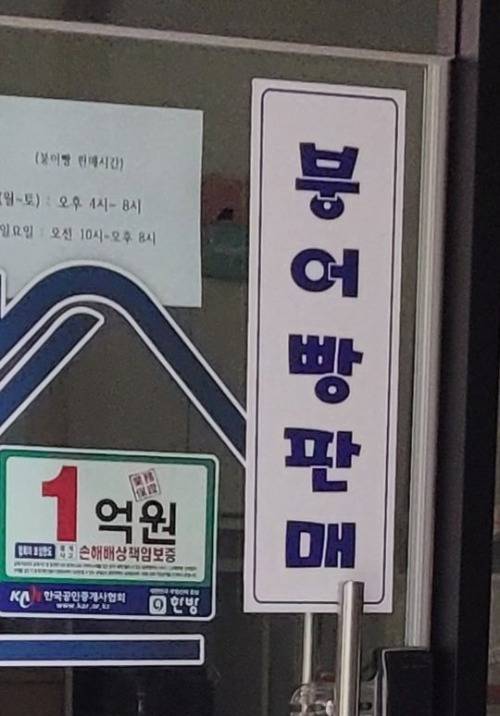 (붕어빵 판매시간)
(월~토) : 오후 4시~ 8시
일요일 : 오전 10시~오후 8시
붕어빵판매
1억원
손해배상책임보증
한국공인중개사협회
www.kar.or.kr
한방